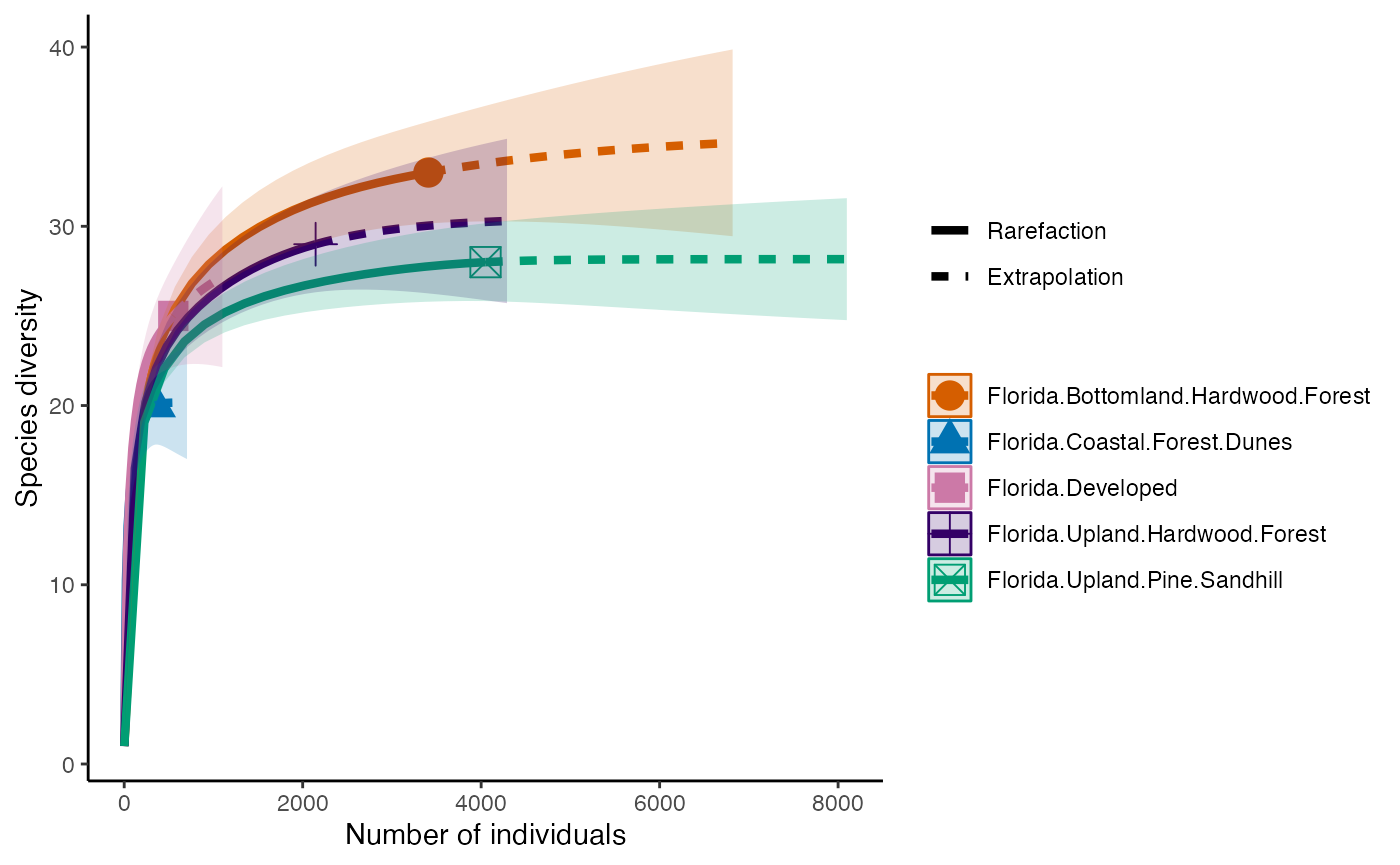 40
30
20
10
0
Species diversity
0 2000 4000 6000 8000
Number of individuals
Rarefaction
Extrapolation
Florida.Bottomland.Hardwood.Forest
Florida.Coastal.Forest.Dunes
Florida.Developed
Florida.Upland.Hardwood.Forest
Florida.Upland.Pine.Sandhill